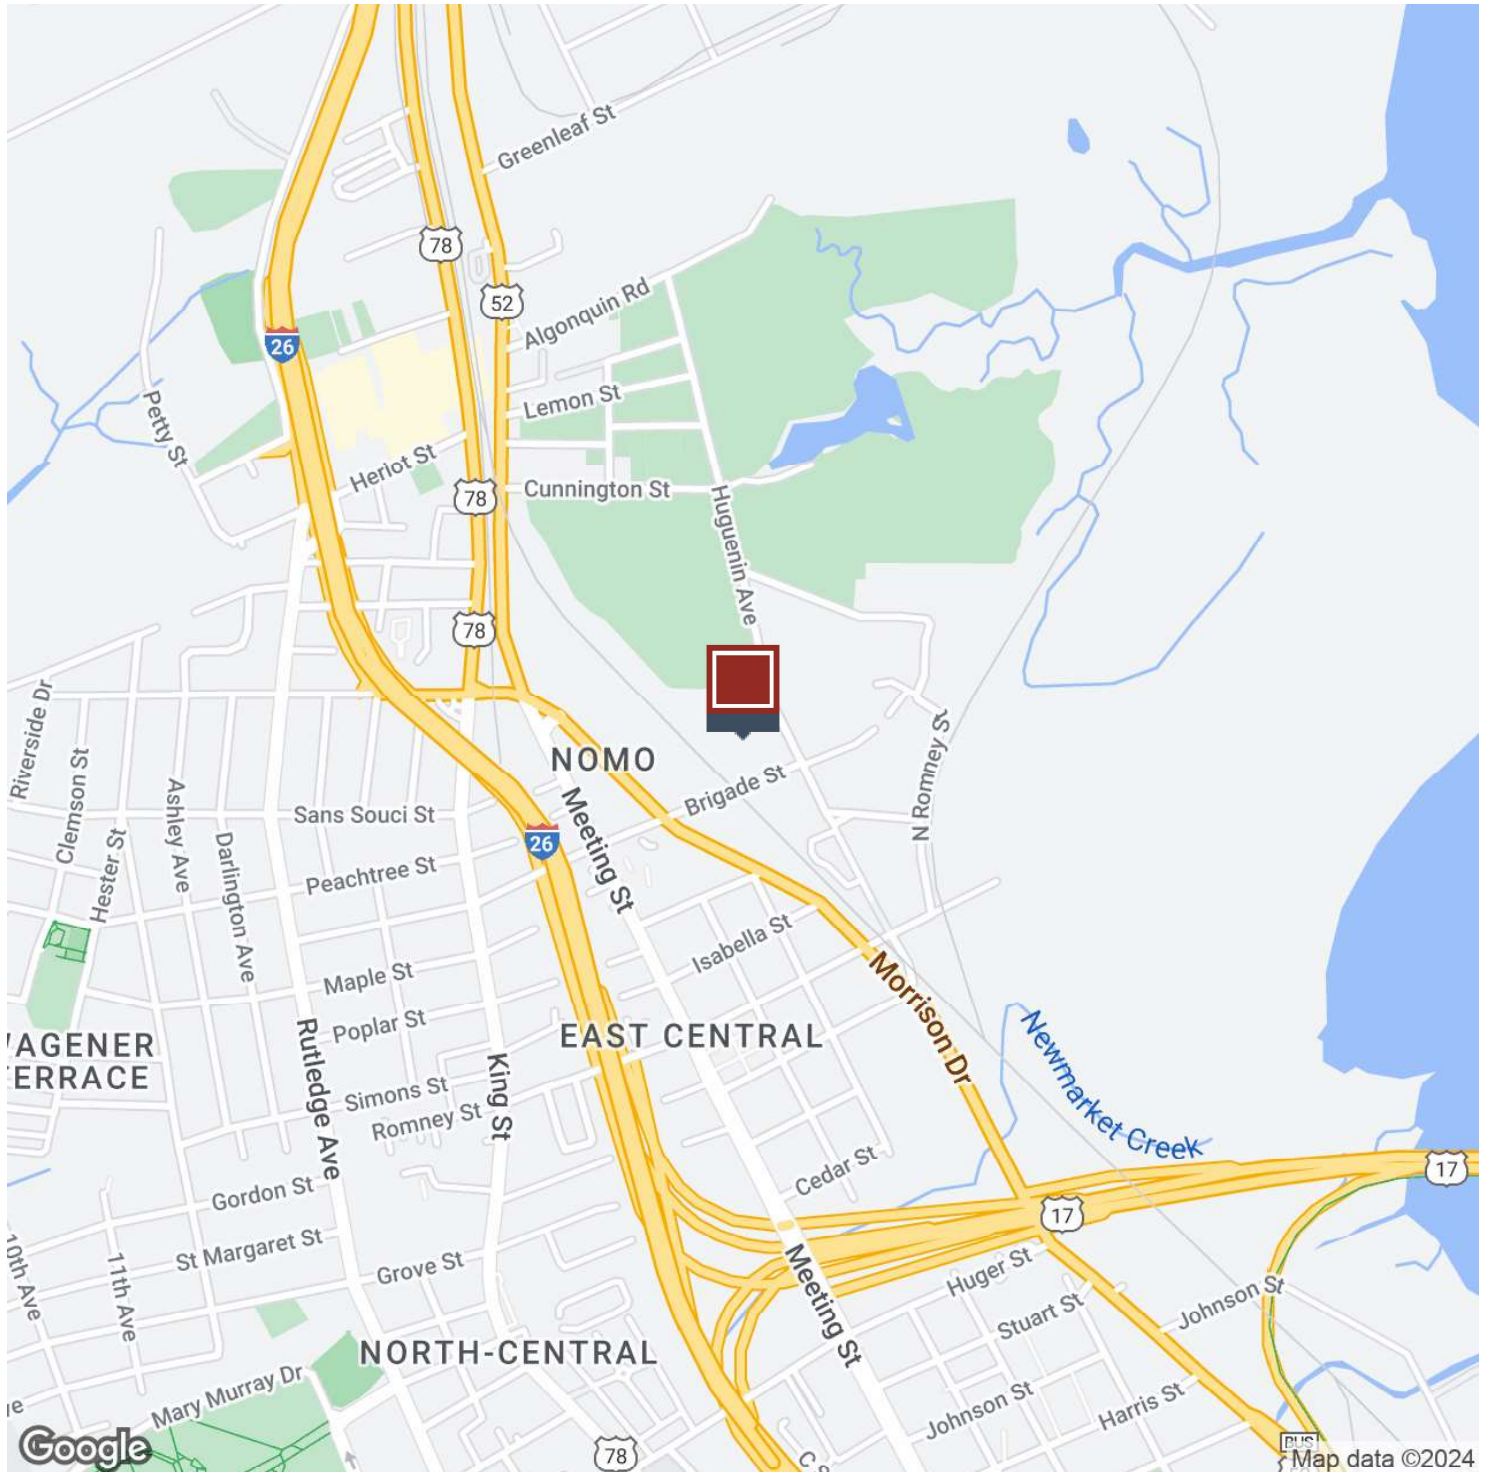 Greenleaf St
78
52
Algonquin Rd
26
Lemon St
Petty St
Heriot St
78
Cunnington St
Huguenin Ave
78
Riverside Dr
NOMO
Clemson St
Ashley Ave
Sans Souci St
Brigade St
N Romney St
Meeting St
26
Hester St
Darlington Ave
Peachtree St
Isabella St
Maple St
Morrison Dr
Poplar St
EAST CENTRAL
Newmarket Creek
AGENER
ERRACE
Rutledge Ave
King St
Simons St
Romney St
Cedar St
17
Gordon St
17
St Margaret St
10th Ave
11th Ave
Grove St
Meeting St
Huger St
Stuart St
Johnson St
NORTH-CENTRAL
Mary Murray Dr
Johnson St
Harris St
78
BUS
Google
Map data ©2024